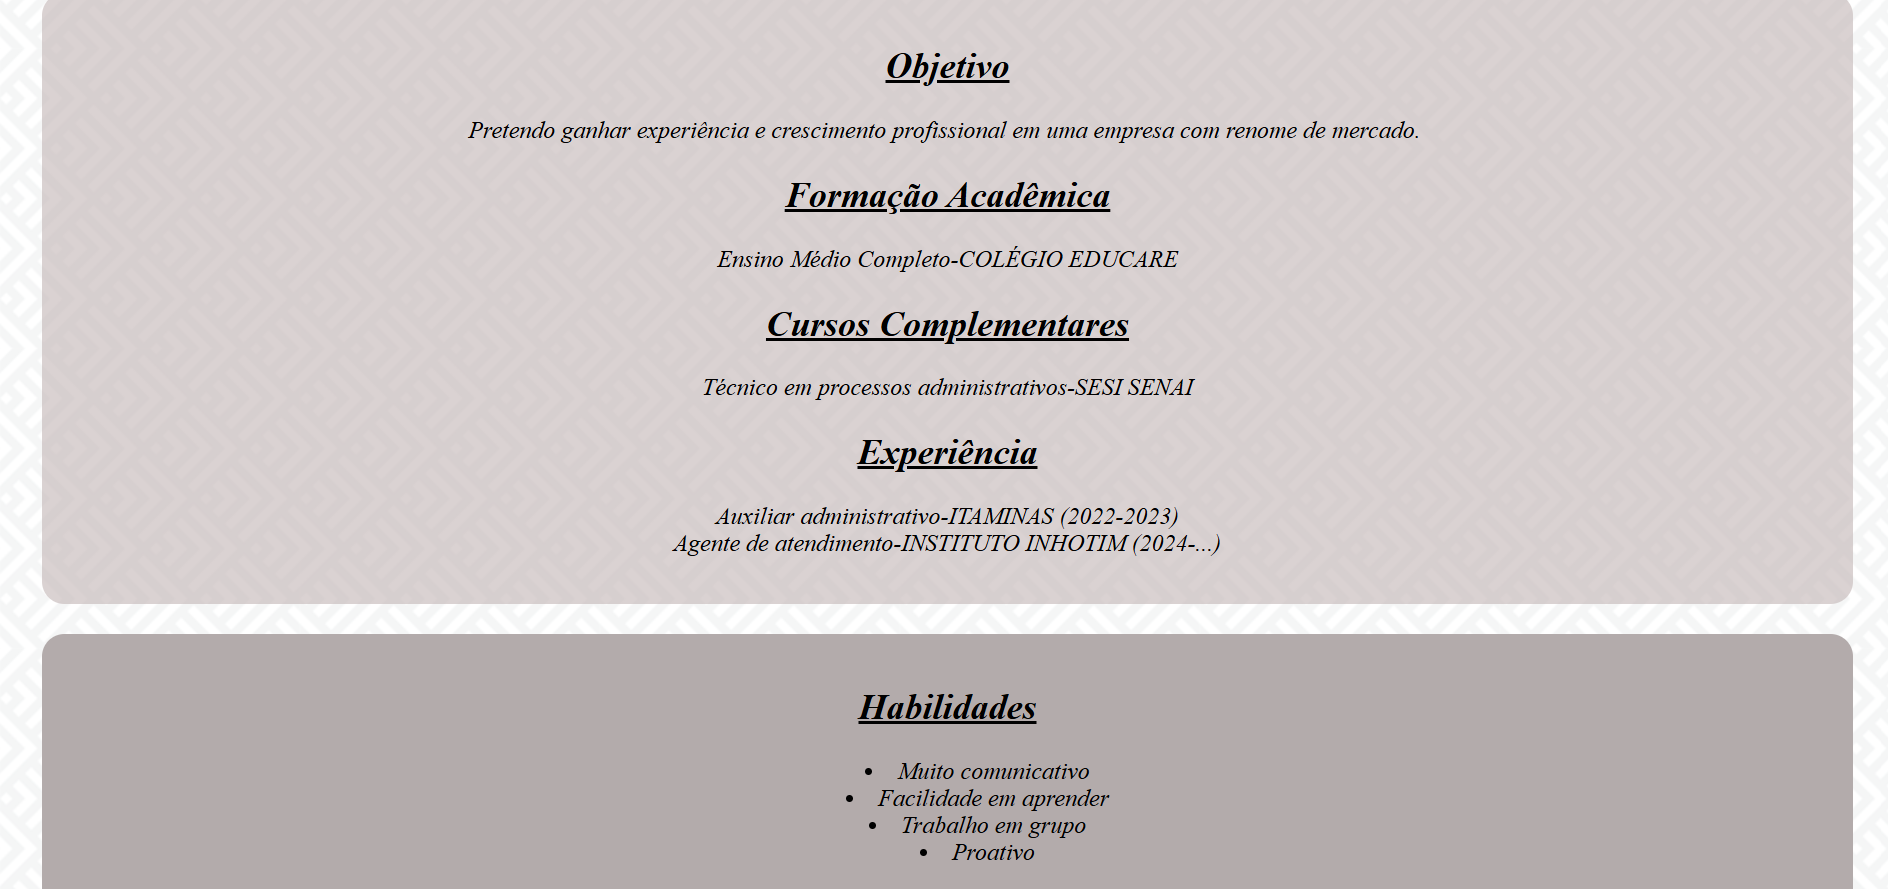 Objetivo
Pretendo ganhar experiência e crescimento profissional em uma empresa com renome de mercado.
Formação Acadêmica
Ensino Médio Completo-COLÉGIO EDUCARE
Cursos Complementares
Técnico em processos administrativos-SESI SENAI
Experiência
Auxiliar administrativo-ITAMINAS (2022-2023)
Agente de atendimento-INSTITUTO INHOTIM (2024-...)
Habilidades
• Muito comunicativo
• Facilidade em aprender
• Trabalho em grupo
• Proativo